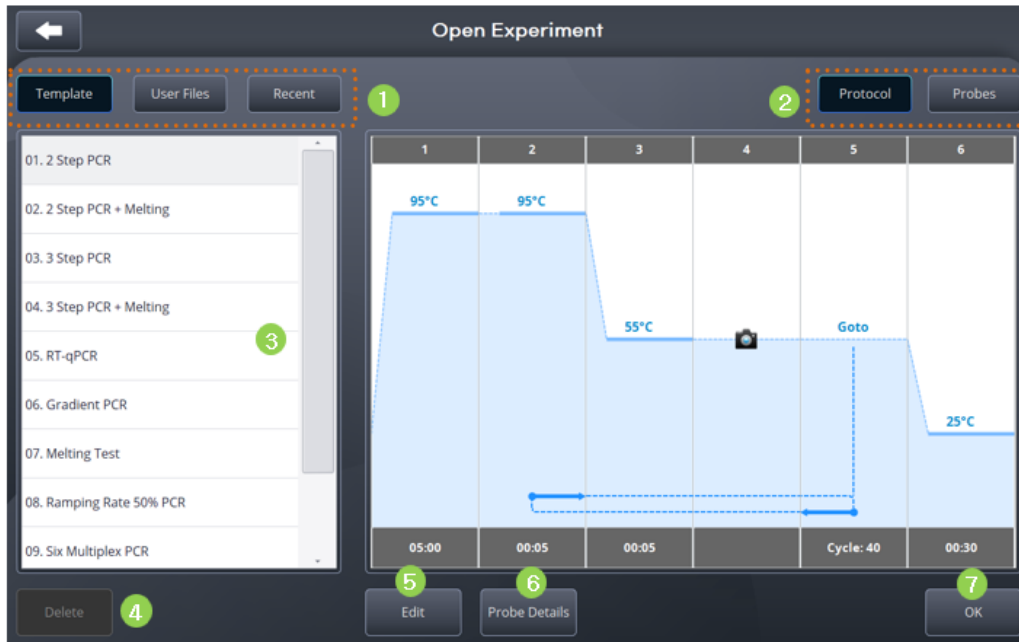 Open Experiment
Template User Files Recent
1
2
Protocol Probes
01. 2 Step PCR
02. 2 Step PCR + Melting
03. 3 Step PCR
04. 3 Step PCR + Melting
3
05. RT-qPCR
06. Gradient PCR
07. Melting Test
08. Ramping Rate 50% PCR
09. Six Multiplex PCR
1 2 3 4 5 6
95°C 95°C
55°C Goto
25°C
05:00 00:05 00:05 Cycle: 40 00:30
4
5
6
7
Delete Edit Probe Details OK